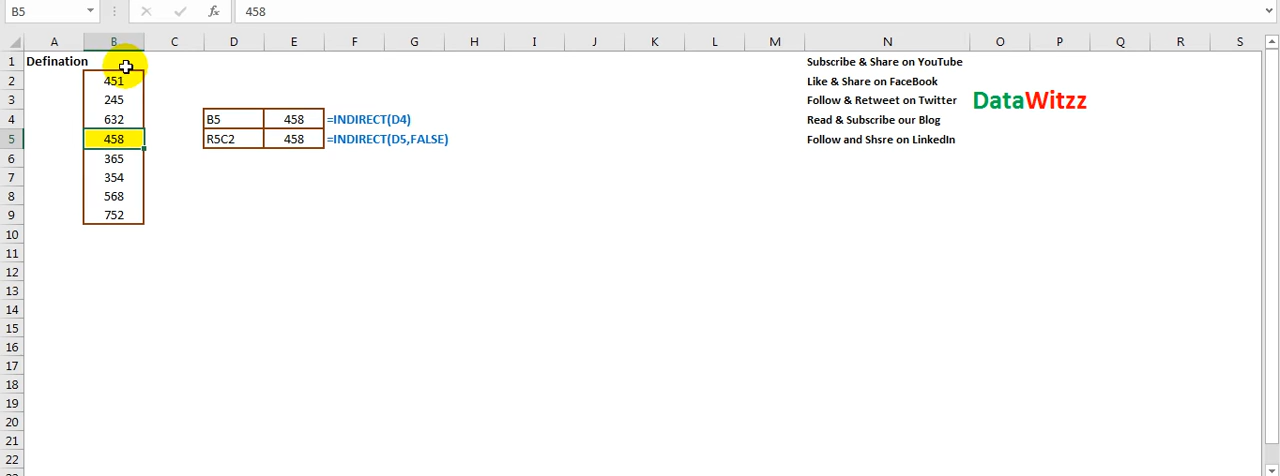 B5 fx 458
A B C D E F G H I J K L M N O P Q R S
1 Defination Subscribe & Share on YouTube
2 451 Like & Share on FaceBook
3 245 Follow & Retweet on Twitter DataWitzz
4 632 B5 458 =INDIRECT(D4) Read & Subscribe our Blog
5 458 R5C2 458 =INDIRECT(D5,FALSE) Follow and Shsre on LinkedIn
6 365
7 354
8 568
9 752
10
11
12
13
14
15
16
17
18
19
20
21
22